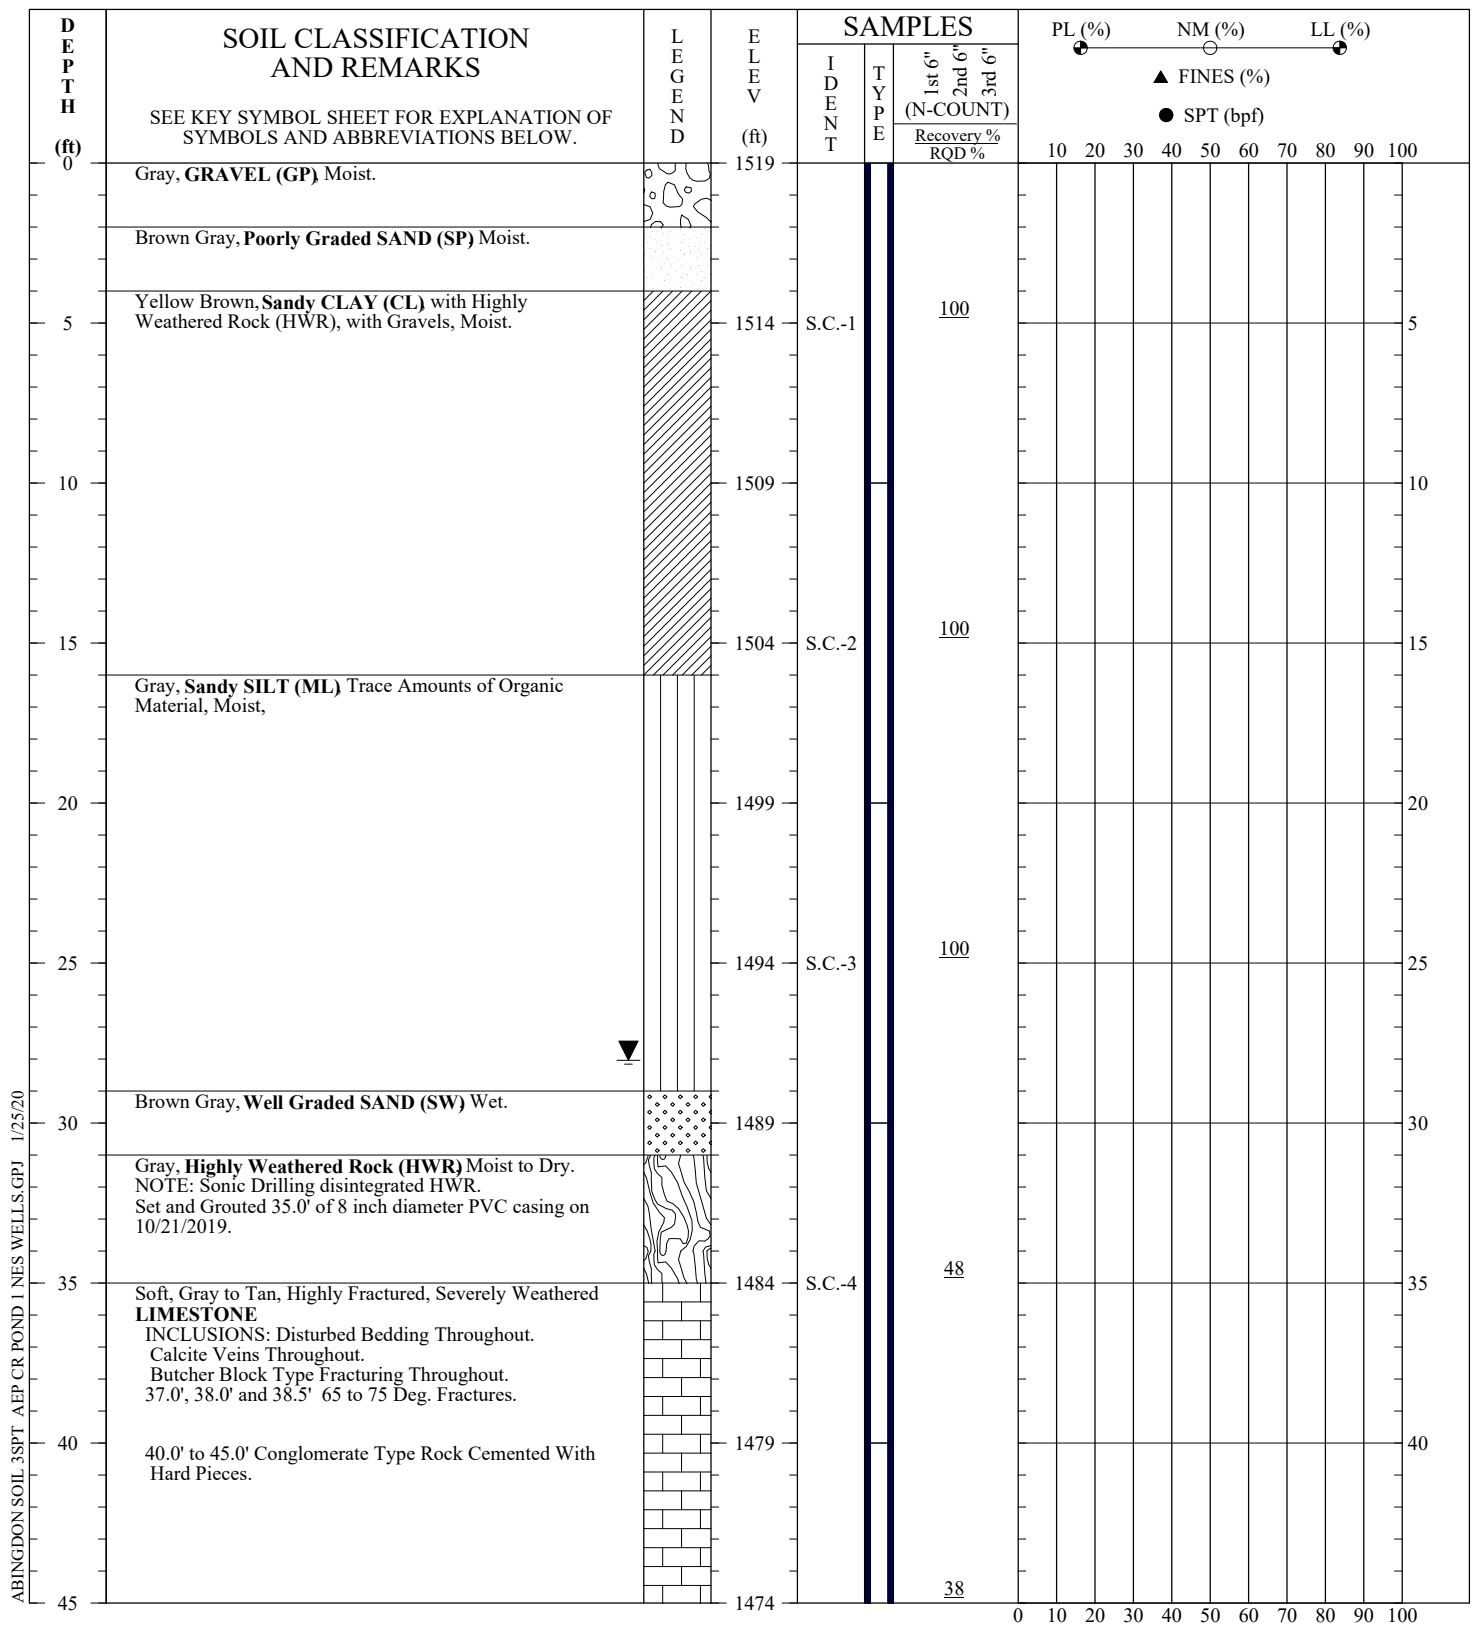 DEPTH
(ft)
SOIL CLASSIFICATION
AND REMARKS
SEE KEY SYMBOL SHEET FOR EXPLANATION OF
SYMBOLS AND ABBREVIATIONS BELOW.
LEGEND
ELEV
(ft)
SAMPLES
IDENT
TYPE
1st 6"
2nd 6"
3rd 6"
(N-COUNT)
Recovery %
RQD %
PL (%) NM (%) LL (%)
▲ FINES (%)
● SPT (bpf)
10 20 30 40 50 60 70 80 90 100
0 1519
Gray, GRAVEL (GP), Moist.
Brown Gray, Poorly Graded SAND (SP), Moist.
Yellow Brown, Sandy CLAY (CL), with Highly
Weathered Rock (HWR), with Gravels, Moist.
100
5 1514 S.C.-1 5
10 1509 10
100
15 1504 S.C.-2 15
Gray, Sandy SILT (ML), Trace Amounts of Organic
Material, Moist,
20 1499 20
100
25 1494 S.C.-3 25
Brown Gray, Well Graded SAND (SW), Wet.
30 1489 30
Gray, Highly Weathered Rock (HWR), Moist to Dry.
NOTE: Sonic Drilling disintegrated HWR.
Set and Grouted 35.0' of 8 inch diameter PVC casing on
10/21/2019.
48
35 1484 S.C.-4 35
Soft, Gray to Tan, Highly Fractured, Severely Weathered
LIMESTONE
INCLUSIONS: Disturbed Bedding Throughout.
Calcite Veins Throughout.
Butcher Block Type Fracturing Throughout.
37.0', 38.0' and 38.5' 65 to 75 Deg. Fractures.
40 1479 40
40.0' to 45.0' Conglomerate Type Rock Cemented With
Hard Pieces.
38
45 1474
0 10 20 30 40 50 60 70 80 90 100
ABINGDON SOIL 3SPT AEP CR POND 1 NES WELLS.GPJ 1/25/20